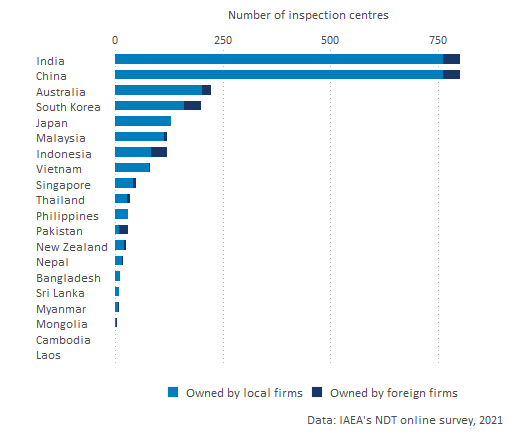 Number of inspection centres
0 250 500 750
India
China
Australia
South Korea
Japan
Malaysia
Indonesia
Vietnam
Singapore
Thailand
Philippines
Pakistan
New Zealand
Nepal
Bangladesh
Sri Lanka
Myanmar
Mongolia
Cambodia
Laos
Owned by local firms Owned by foreign firms
Data: IAEA's NDT online survey, 2021